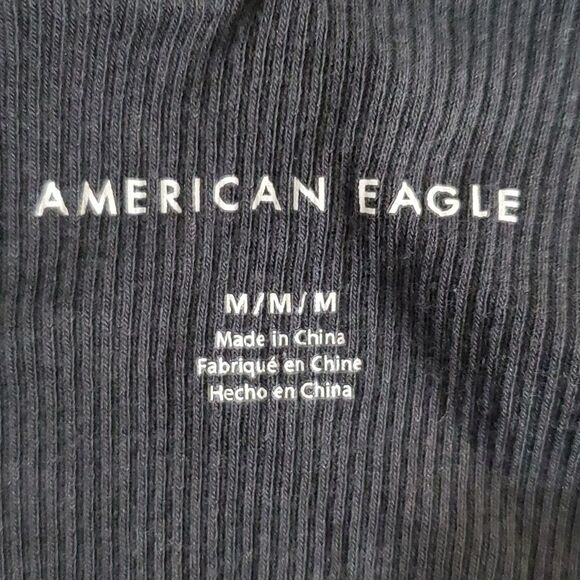 AMERICAN EAGLE
M/M/M
Made in China
Fabriqué en Chine
Hecho en China